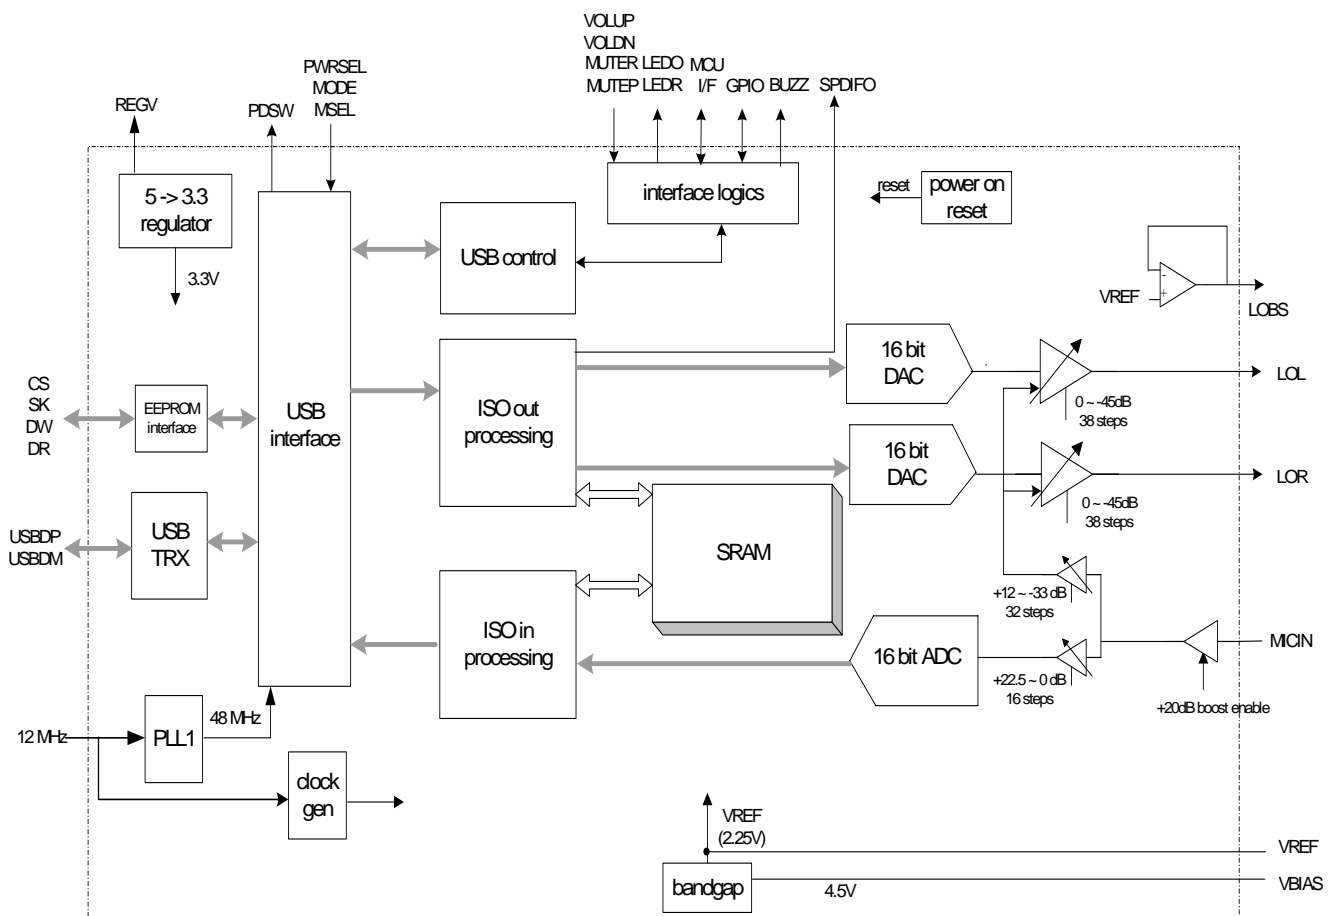 VOLUP
VOLDN
MUTER
MUTEP
LEDO
LEDR
MCU
I/F
GPIO
BUZZ
SPDIFO
PWRSEL
MODE
MSEL
REGV
PDSW
5 -> 3.3
regulator
3.3V
interface logics
reset
power on
reset
USB control
-
+
VREF
LOBS
USB
interface
ISO out
processing
16 bit
DAC
0 ~ -45dB
38 steps
LOL
CS
SK
DW
DR
EEPROM
interface
16 bit
DAC
0 ~ -45dB
38 steps
LOR
USBDP
USBDM
USB
TRX
SRAM
+12 ~ -33 dB
32 steps
ISO in
processing
16 bit ADC
+22.5 ~ 0 dB
16 steps
MICIN
+20dB boost enable
12 MHz
PLL1
48 MHz
clock
gen
VREF
(2.25V)
VREF
bandgap
4.5V
VBIAS